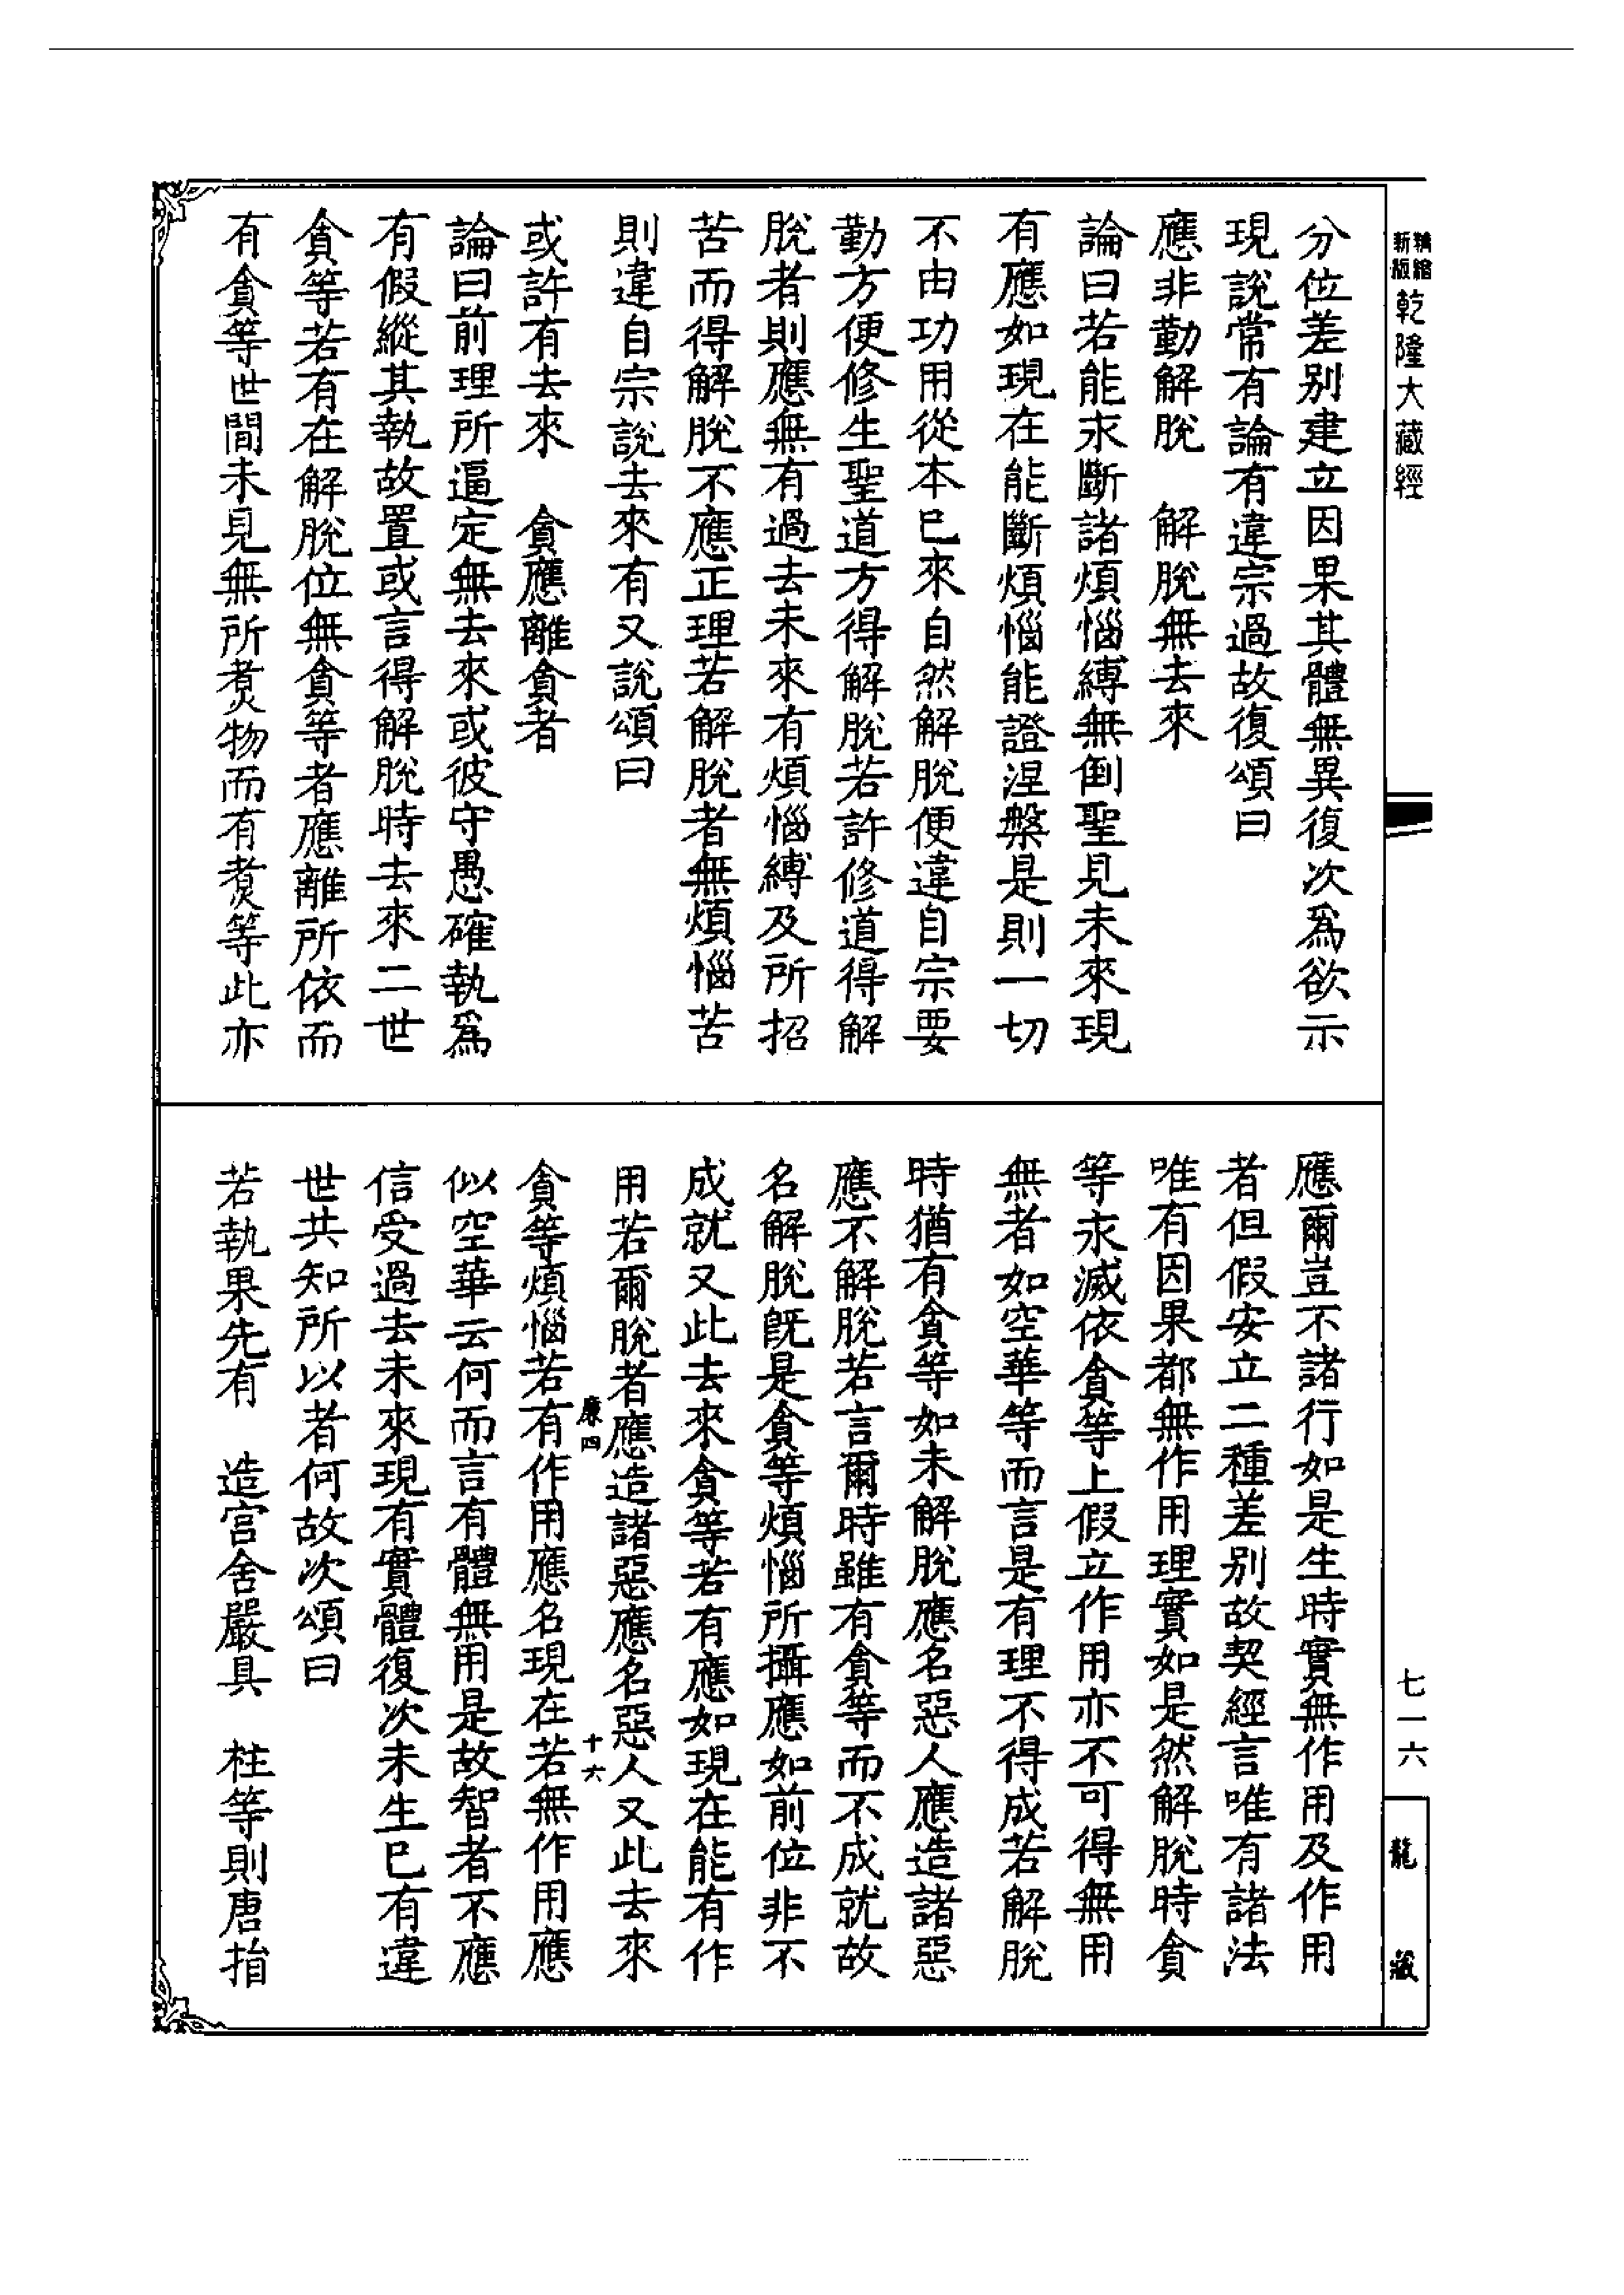 新編縮版乾隆大藏經
分位差別建立因果其體無異復次爲欲示
現說常有論有違宗過故復頌曰
應非勤解脫　解脫無去來
論曰若能求斷諸煩惱縛無倒聖見未來現
有應如現在能斷煩惱能證涅槃是則一切
不由功用從本已來自然解脫便違自宗要
勤方便修生聖道方得解脫若許修道得解
脫者則應無有過去未來有煩惱縛及所招
苦而得解脫不應正理若解脫者無煩惱苦
則違自宗說去來有又說頌曰
或許有去來　貪應離貪者
論曰前理所逼定無去來或彼守愚確執爲
有假縱其執故置或言得解脫時去來二世
貪等若有在解脫位無貪等者應離所依而
有貪等世間未見無所煑物而有煑等此亦
應爾豈不諸行如是生時實無作用及作用
者但假安立二種差別故契經言唯有諸法
唯有因果都無作用理實如是然解脫時貪
等永滅依貪等上假立作用亦不可得無用
無者如空華等而言是有理不得成若解脫
時猶有貪等如未解脫應名惡人應造諸惡
應不解脫若言爾時雖有貪等而不成就故
名解脫旣是貪等煩惱所攝應如前位非不
成就又此去來貪等若有應如現在能有作
用若爾脫者應造諸惡應名惡人又此去來
康四
十六
貪等煩惱若有作用應名現在若無作用應
似空華云何而言有體無用是故智者不應
信受過去未來現有實體復次未生已有違
世共知所以者何故次頌曰
若執果先有　造宮舍嚴具　柱等則唐捐
七一六
龍藏